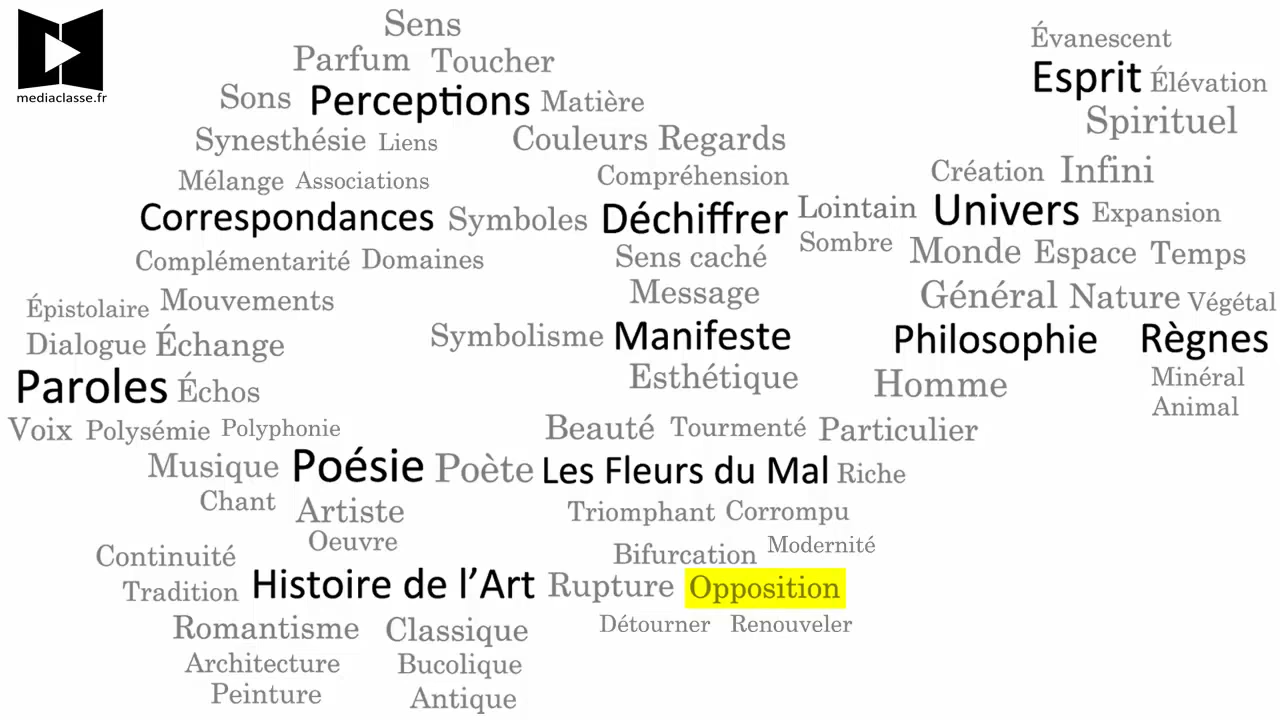 mediaclasse.fr
Sens
Parfum Toucher
Sons Perceptions Matière
Synesthésie Liens
Couleurs Regards
Mélange Associations
Compréhension
Correspondances Symboles Déchiffrer
Complémentarité Domaines
Sens caché
Message
Évanescent
Esprit Élévation
Spirituel
Création Infini
Lointain Univers Expansion
Sombre Monde Espace Temps
Général Nature Végétal
Épistolaire Mouvements
Dialogue Échange
Symbolisme Manifeste
Philosophie Règnes
Esthétique
Homme
Minéral
Animal
Paroles Échos
Voix Polysémie Polyphonie
Beauté Tourmenté Particulier
Musique Poésie Poète Les Fleurs du Mal Riche
Chant Artiste
Triomphant Corrompu
Oeuvre
Continuité
Bifurcation Modernité
Tradition Histoire de l’Art Rupture Opposition
Romantisme Classique
Détourner Renouveler
Architecture Bucolique
Peinture Antique